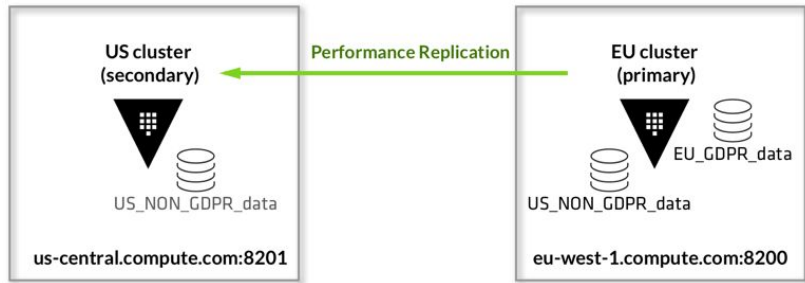 US cluster
(secondary)
Performance Replication
EU cluster
(primary)
US_NON_GDPR_data
EU_GDPR_data
US_NON_GDPR_data
us-central.compute.com:8201
eu-west-1.compute.com:8200